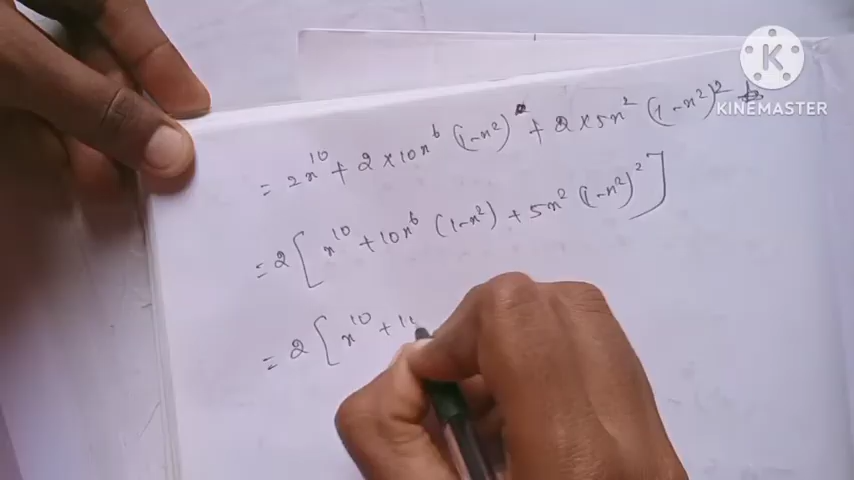 KINEMASTER
= 2x^10 + 2 × 10x^6 (1-x^2) + 2 × 5x^2 (1-x^2)^2
= 2 [ x^10 + 10x^6 (1-x^2) + 5x^2 (1-x^2)^2 ]
= 2 [ x^10 + 1